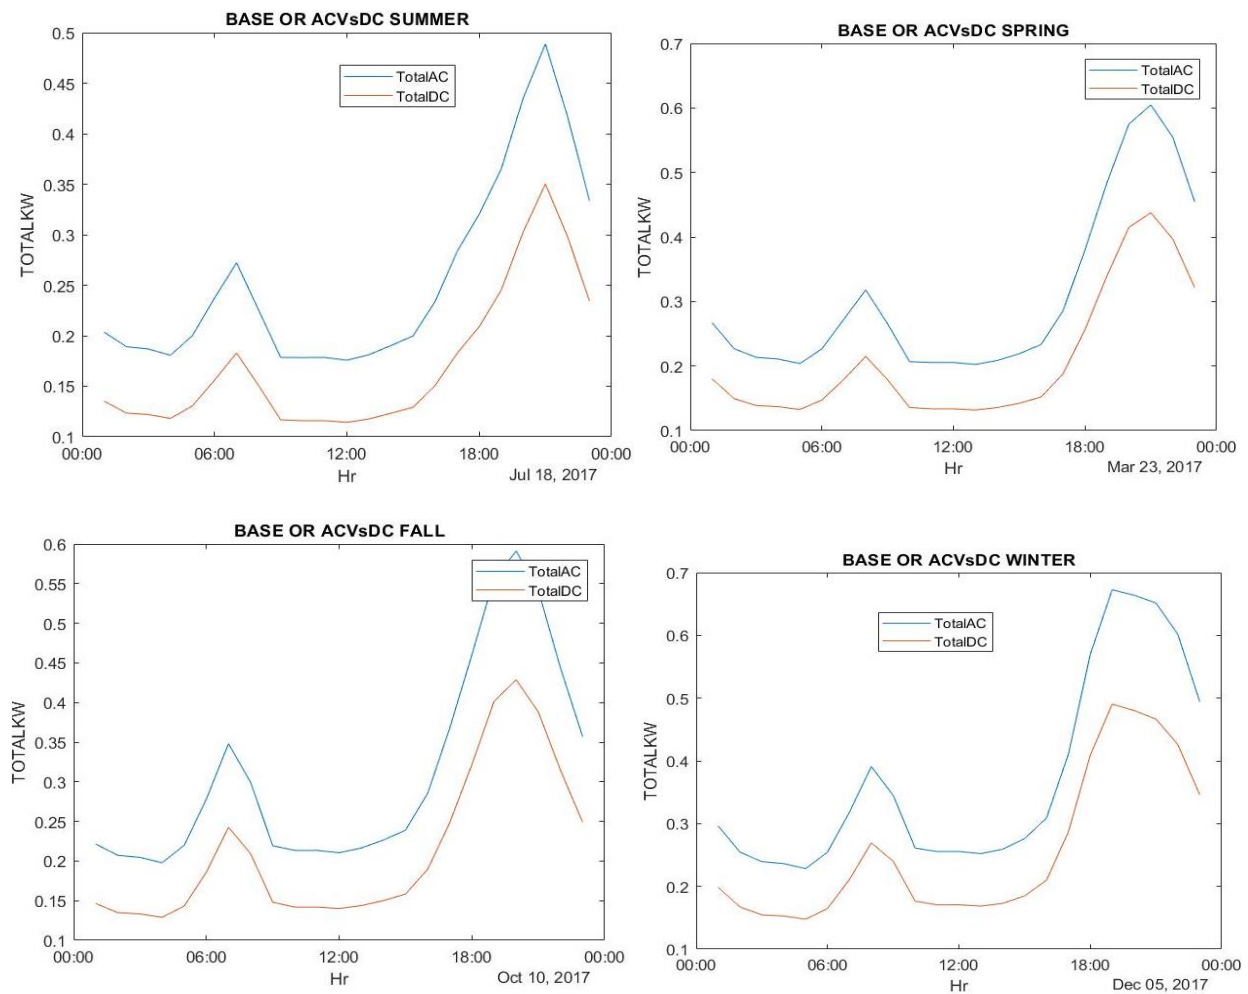 BASE OR ACVsDC SUMMER
0.5
0.45
0.4
0.35
0.3
0.25
0.2
0.15
0.1
TOTALKW
TotalAC
TotalDC
00:00 06:00 12:00 18:00 00:00
Hr
Jul 18, 2017
BASE OR ACVsDC SPRING
0.7
0.6
0.5
0.4
0.3
0.2
0.1
TOTALKW
TotalAC
TotalDC
00:00 06:00 12:00 18:00 00:00
Hr
Mar 23, 2017
BASE OR ACVsDC FALL
0.6
0.55
0.5
0.45
0.4
0.35
0.3
0.25
0.2
0.15
0.1
TOTALKW
TotalAC
TotalDC
00:00 06:00 12:00 18:00 00:00
Hr
Oct 10, 2017
BASE OR ACVsDC WINTER
0.7
0.6
0.5
0.4
0.3
0.2
0.1
TOTALKW
TotalAC
TotalDC
00:00 06:00 12:00 18:00 00:00
Hr
Dec 05, 2017